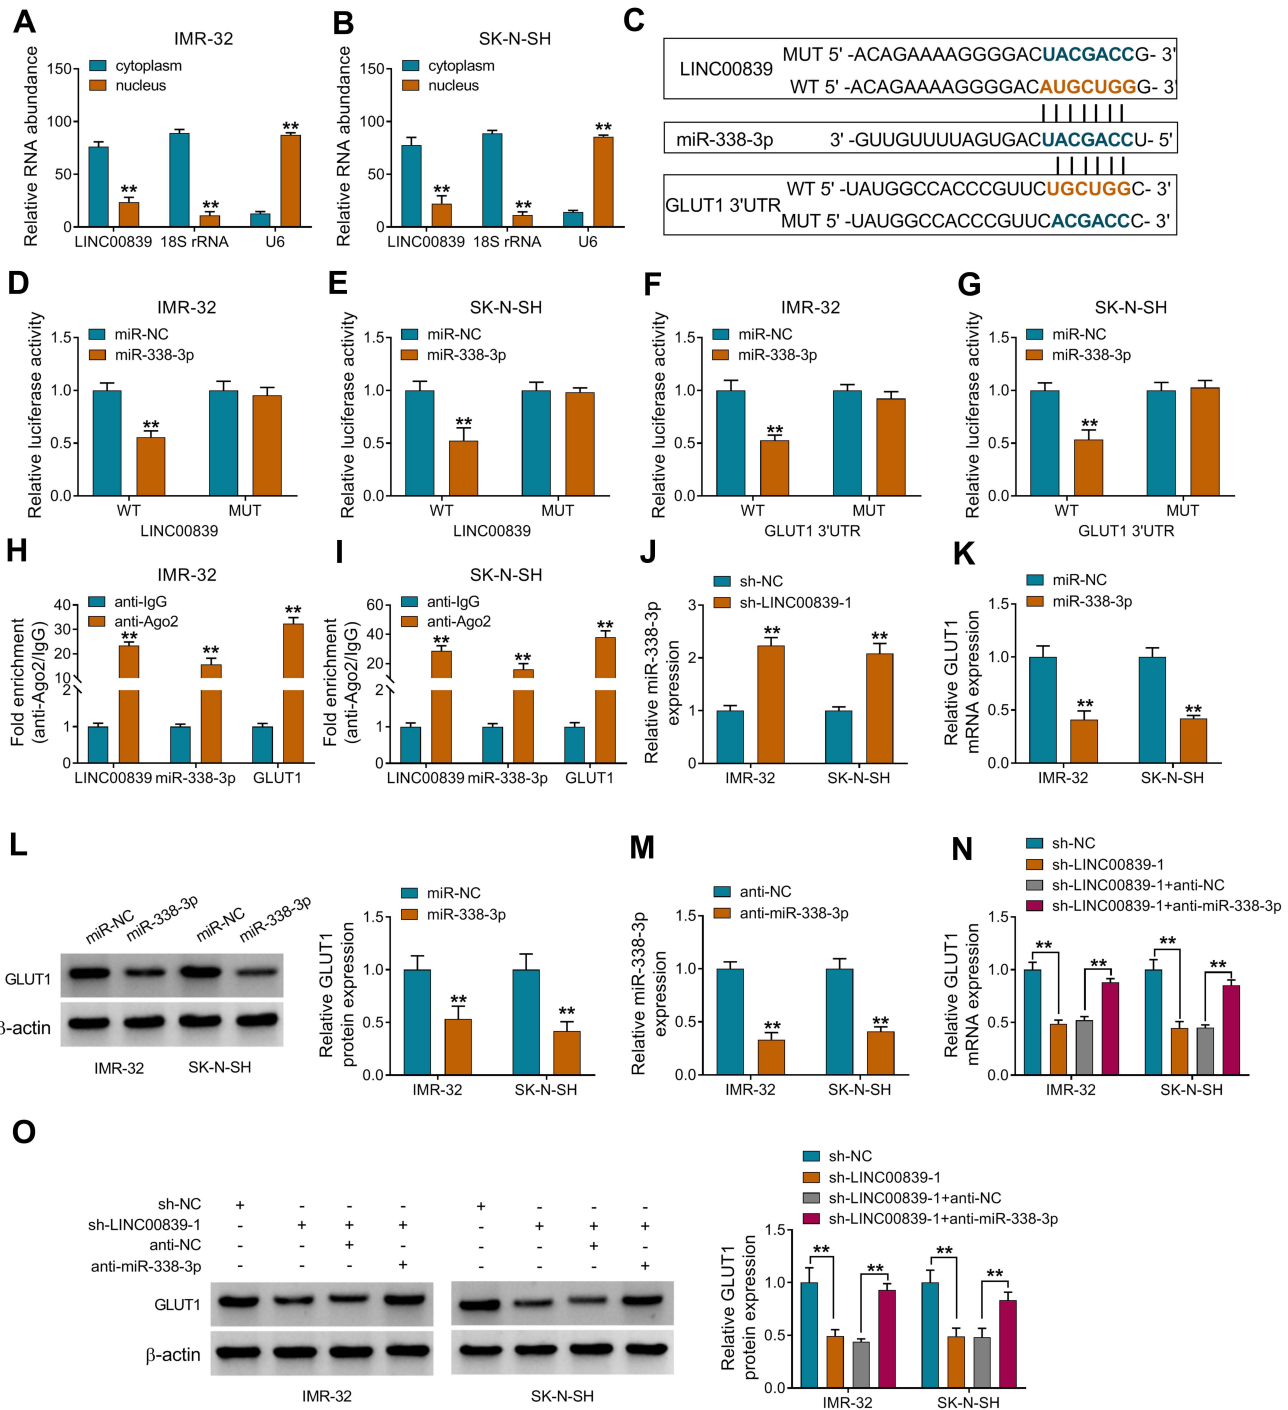 A
IMR-32
cytoplasm
nucleus
Relative RNA abundance
150
100
50
0
**
**
**
LINC00839 18S rRNA U6
B
SK-N-SH
cytoplasm
nucleus
Relative RNA abundance
150
100
50
0
**
**
**
LINC00839 18S rRNA U6
C
LINC00839
MUT 5' -ACAGAAAAGGGGACUACGACCG- 3'
WT 5' -ACAGAAAAGGGGACAUGCUGGG- 3'
miR-338-3p 3' -GUUGUUUUAGUGACUACGACCU- 5'
GLUT1 3'UTR
WT 5' -UAUGGCCACCCGUUCUGCUGGC- 3'
MUT 5' -UAUGGCCACCCGUUCACGACCC- 3'
D
IMR-32
miR-NC
miR-338-3p
Relative luciferase activity
1.5
1.0
0.5
0.0
**
WT MUT
LINC00839
E
SK-N-SH
miR-NC
miR-338-3p
Relative luciferase activity
1.5
1.0
0.5
0.0
**
WT MUT
LINC00839
F
IMR-32
miR-NC
miR-338-3p
Relative luciferase activity
1.5
1.0
0.5
0.0
**
WT MUT
GLUT1 3'UTR
G
SK-N-SH
miR-NC
miR-338-3p
Relative luciferase activity
1.5
1.0
0.5
0.0
**
WT MUT
GLUT1 3'UTR
H
IMR-32
anti-IgG
anti-Ago2
Fold enrichment
(anti-Ago2/IgG)
40
30
20
10
2
1
0
**
**
**
LINC00839 miR-338-3p GLUT1
I
SK-N-SH
anti-IgG
anti-Ago2
Fold enrichment
(anti-Ago2/IgG)
60
40
20
2
1
0
**
**
**
LINC00839 miR-338-3p GLUT1
J
sh-NC
sh-LINC00839-1
Relative miR-338-3p
expression
3
2
1
0
**
**
IMR-32 SK-N-SH
K
miR-NC
miR-338-3p
Relative GLUT1
mRNA expression
1.5
1.0
0.5
0.0
**
**
IMR-32 SK-N-SH
L
miR-NC miR-338-3p miR-NC miR-338-3p
GLUT1
β-actin
IMR-32 SK-N-SH
miR-NC
miR-338-3p
Relative GLUT1
protein expression
1.5
1.0
0.5
0.0
**
**
IMR-32 SK-N-SH
M
anti-NC
anti-miR-338-3p
Relative miR-338-3p
expression
1.5
1.0
0.5
0.0
**
**
IMR-32 SK-N-SH
N
sh-NC
sh-LINC00839-1
sh-LINC00839-1+anti-NC
sh-LINC00839-1+anti-miR-338-3p
Relative GLUT1
mRNA expression
1.5
1.0
0.5
0.0
** ** ** **
IMR-32 SK-N-SH
O
sh-NC + - - - + - - -
sh-LINC00839-1 - + + + - + + +
anti-NC - - + - - - + -
anti-miR-338-3p - - - + - - - +
GLUT1
β-actin
IMR-32 SK-N-SH
sh-NC
sh-LINC00839-1
sh-LINC00839-1+anti-NC
sh-LINC00839-1+anti-miR-338-3p
Relative GLUT1
protein expression
1.5
1.0
0.5
0.0
** ** ** **
IMR-32 SK-N-SH